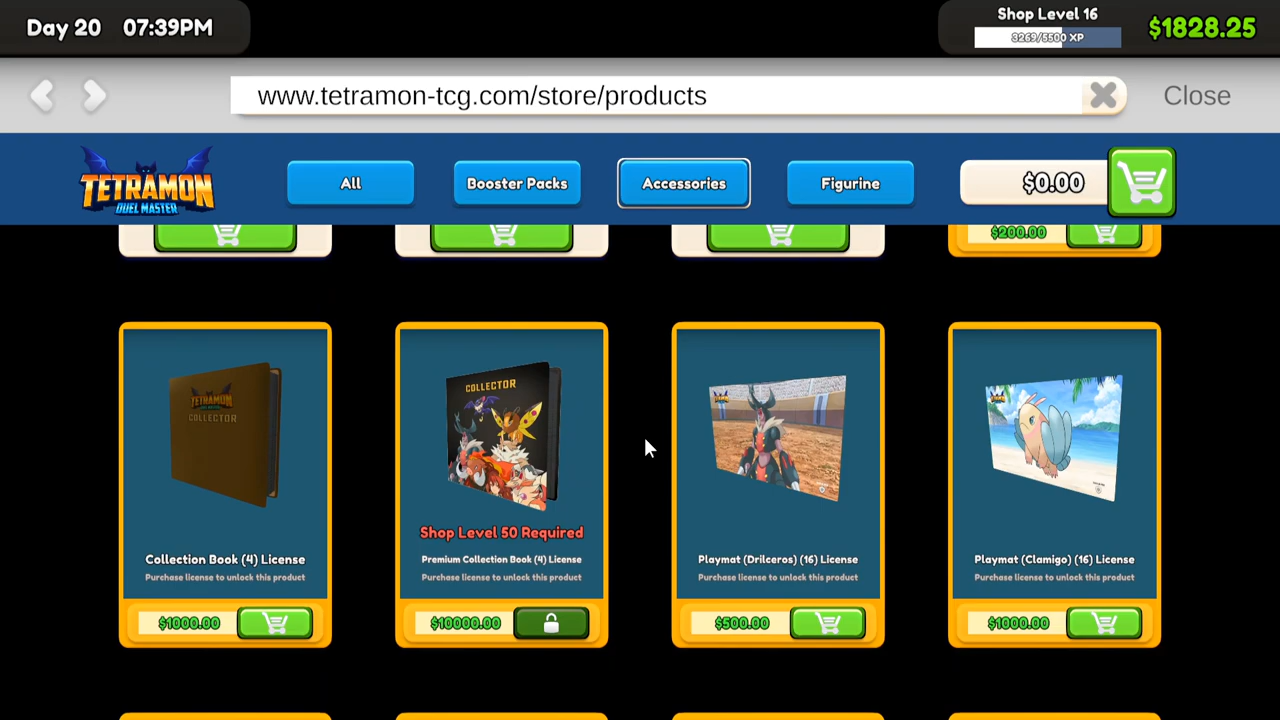 Day 20 07:39PM
Shop Level 16
3269/5500 XP
$1828.25
www.tetramon-tcg.com/store/products
Close
TETRAMON
DUEL MASTER
All
Booster Packs
Accessories
Figurine
$0.00
$200.00
TETRAMON
COLLECTOR
Collection Book (4) License
Purchase license to unlock this product
$1000.00
COLLECTOR
Shop Level 50 Required
Premium Collection Book (4) License
Purchase license to unlock this product
$10000.00
Playmat (Drilceros) (16) License
Purchase license to unlock this product
$500.00
Playmat (Clamigo) (16) License
Purchase license to unlock this product
$1000.00